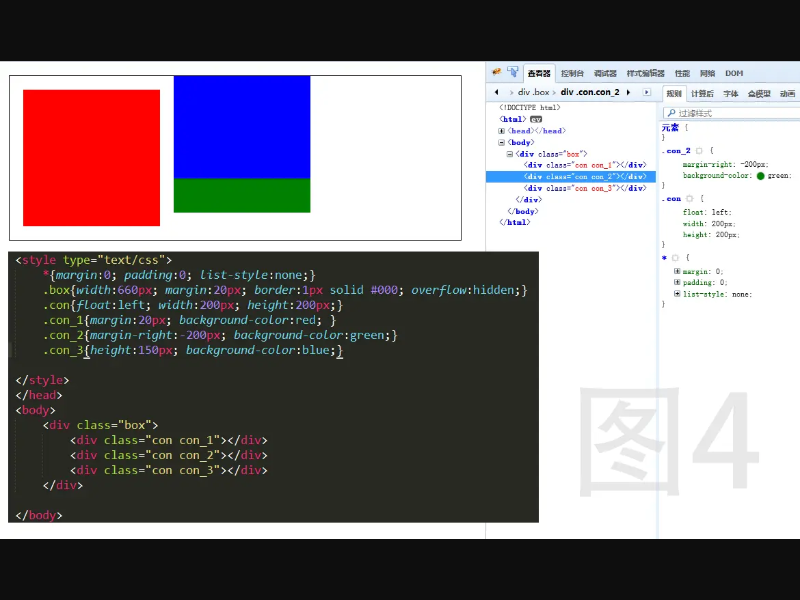 查看器 控制台 调试器 样式编辑器 性能 网络 DOM
div .box div .con.con_2
<!DOCTYPE html>
<html> ev
<head></head>
<body>
<div class="box">
<div class="con con_1"></div>
<div class="con con_2"></div>
<div class="con con_3"></div>
</div>
</body>
</html>
规则 计算后 字体 盒模型 动画
过滤样式
元素 {
}
.con_2 {
margin-right: -200px;
background-color: green;
}
.con {
float: left;
width: 200px;
height: 200px;
}
* {
margin: 0;
padding: 0;
list-style: none;
}
<style type="text/css">
*{margin:0; padding:0; list-style:none;}
.box{width:660px; margin:20px; border:1px solid #000; overflow:hidden;}
.con{float:left; width:200px; height:200px;}
.con_1{margin:20px; background-color:red; }
.con_2{margin-right:-200px; background-color:green;}
.con_3{height:150px; background-color:blue;}
</style>
</head>
<body>
<div class="box">
<div class="con con_1"></div>
<div class="con con_2"></div>
<div class="con con_3"></div>
</div>
</body>
图4